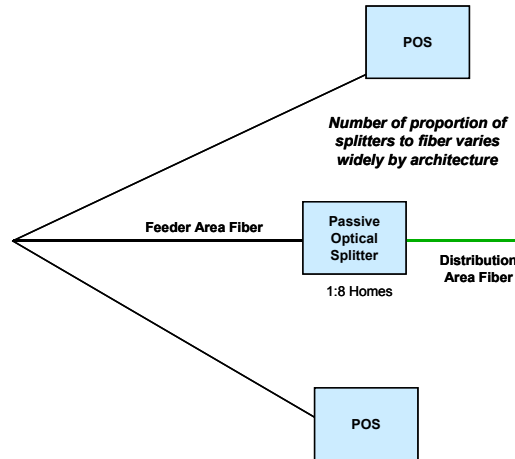 POS
Number of proportion of
splitters to fiber varies
widely by architecture
Feeder Area Fiber
Passive
Optical
Splitter
Distribution
Area Fiber
1:8 Homes
POS